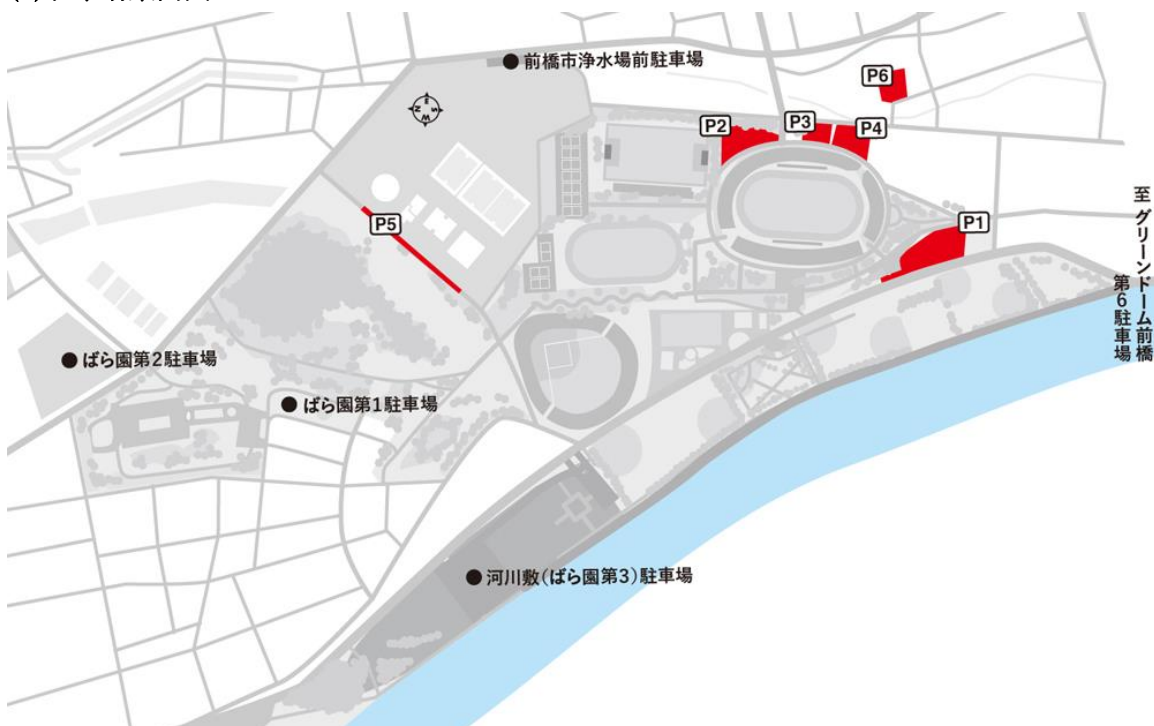 前橋市浄水場前駐車場
P6
P2
P3
P4
P5
P1
N
E
S
W
至 グリーンドーム前橋
第6駐車場
ばら園第2駐車場
ばら園第1駐車場
河川敷(ばら園第3)駐車場